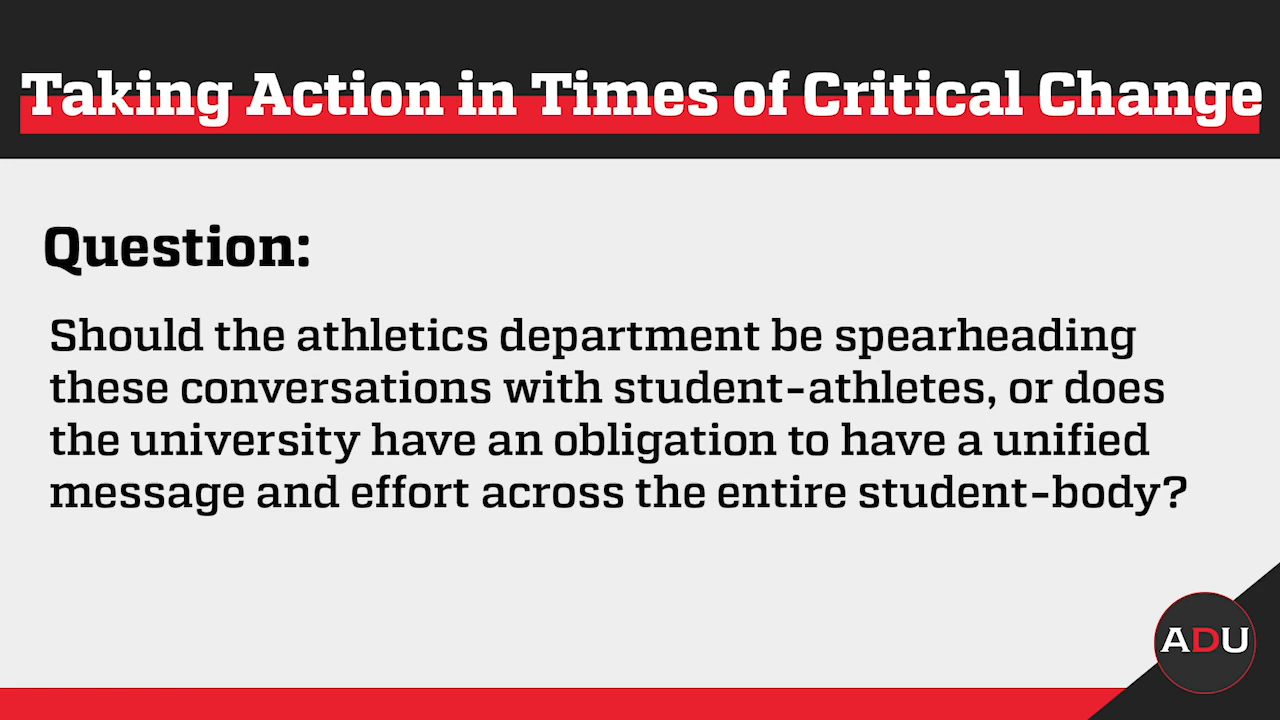 Taking Action in Times of Critical Change
Question:
Should the athletics department be spearheading
these conversations with student-athletes, or does
the university have an obligation to have a unified
message and effort across the entire student-body?
ADU